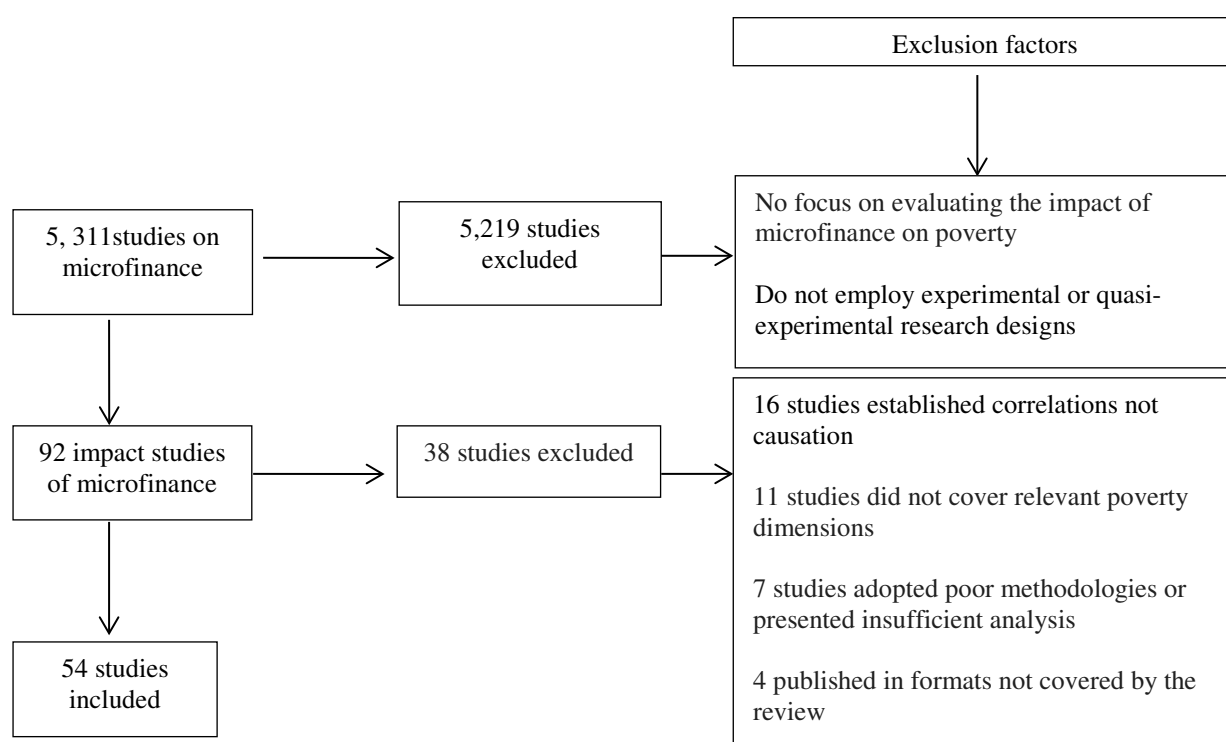 Exclusion factors
5, 311studies on
microfinance
5,219 studies
excluded
No focus on evaluating the impact of
microfinance on poverty
Do not employ experimental or quasi-
experimental research designs
92 impact studies
of microfinance
38 studies excluded
16 studies established correlations not
causation
11 studies did not cover relevant poverty
dimensions
7 studies adopted poor methodologies or
presented insufficient analysis
4 published in formats not covered by the
review
54 studies
included